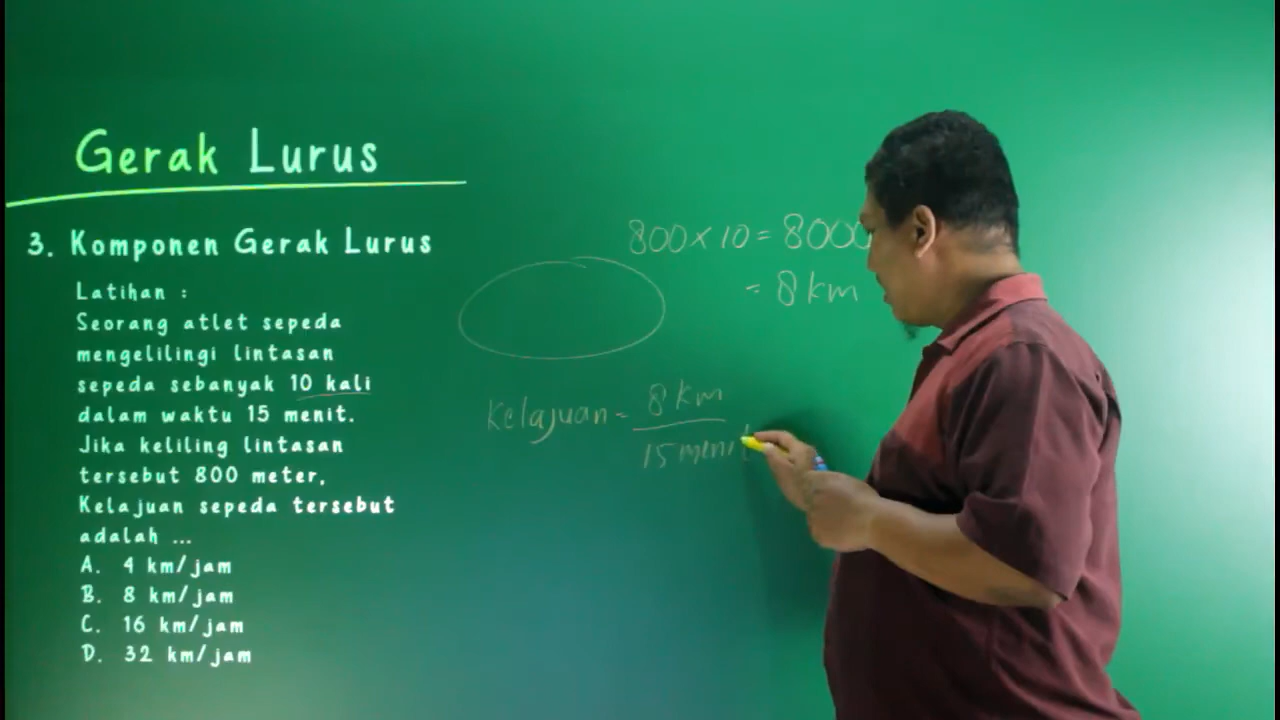 Gerak Lurus
3. Komponen Gerak Lurus
Latihan :
Seorang atlet sepeda
mengelilingi lintasan
sepeda sebanyak 10 kali
dalam waktu 15 menit.
Jika keliling lintasan
tersebut 800 meter,
Kelajuan sepeda tersebut
adalah ...
A. 4 km/jam
B. 8 km/jam
C. 16 km/jam
D. 32 km/jam
800 x 10 = 8000
= 8 km
Kelajuan = 8 km
15 menit